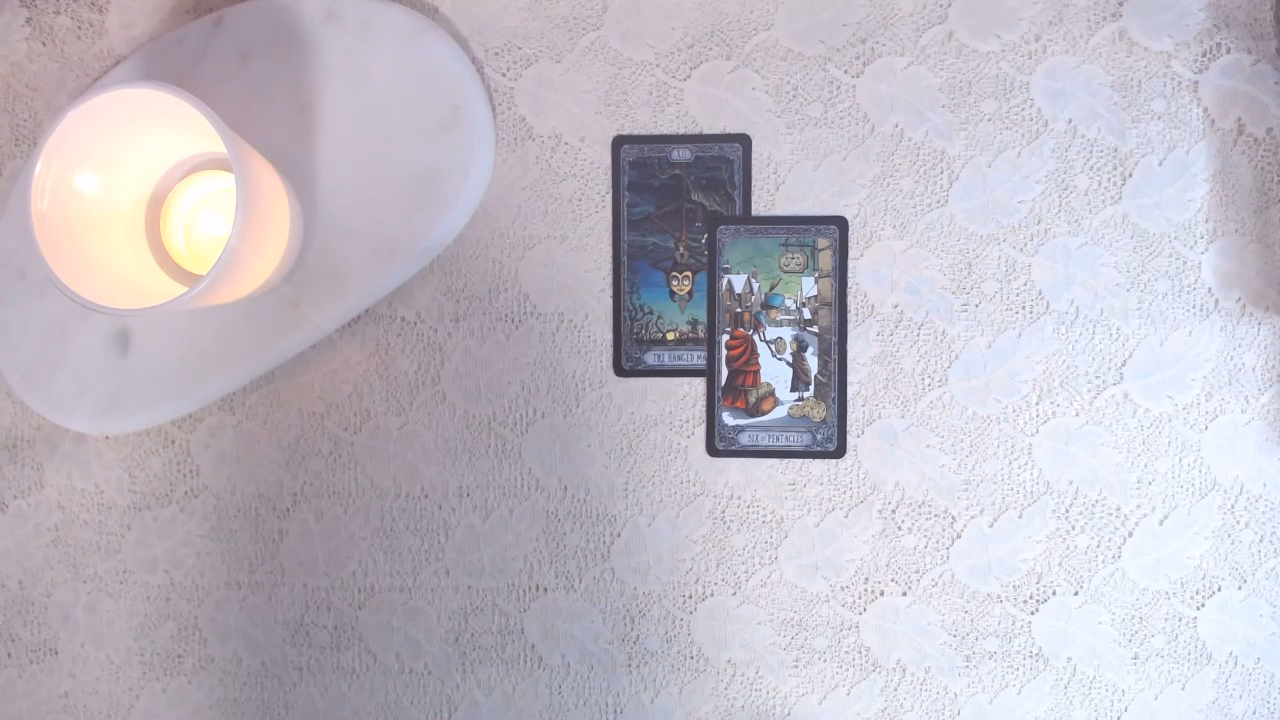 XII
THE HANGED MA
SIX OF PENTACLES